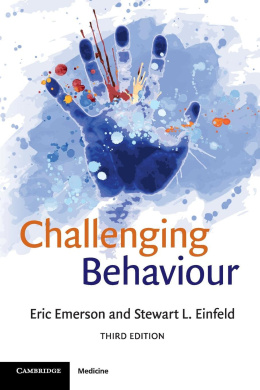 Challenging
Behaviour
Eric Emerson and Stewart L. Einfeld
THIRD EDITION
CAMBRIDGE Medicine